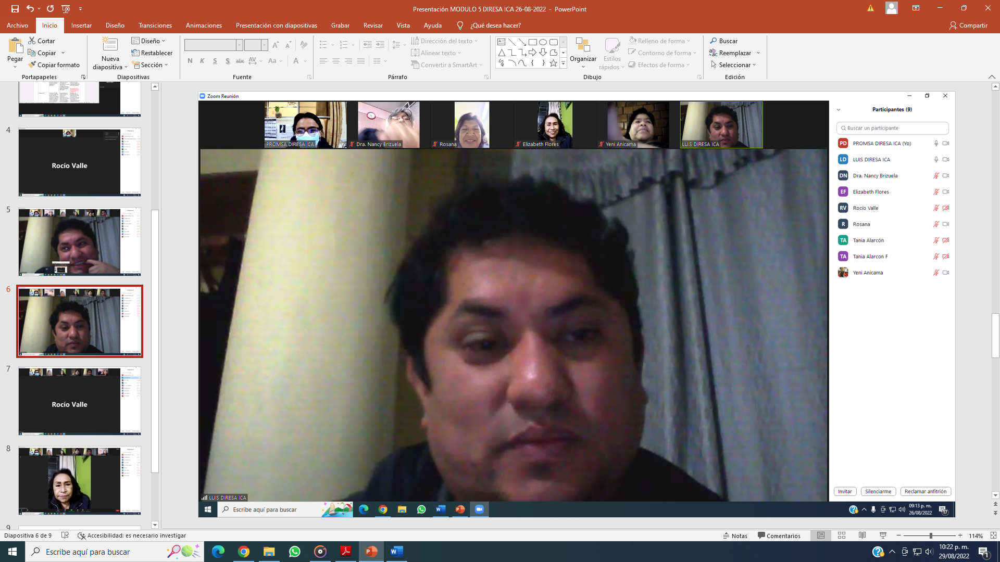 Presentación MODULO 5 DIRESA ICA 26-08-2022 - PowerPoint
Archivo Inicio Insertar Diseño Transiciones Animaciones Presentación con diapositivas Grabar Revisar Vista Ayuda ¿Qué desea hacer? Compartir
Pegar
Cortar
Copiar
Copiar formato
Portapapeles
Nueva
diapositiva
Diseño
Restablecer
Sección
Diapositivas
N K S S abc AV Aa A
Fuente
Dirección del texto
Alinear texto
Convertir a SmartArt
Párrafo
Organizar
Estilos
rápidos
Relleno de forma
Contorno de forma
Efectos de forma
Dibujo
Buscar
Reemplazar
Seleccionar
Edición
4
Rocío Valle
5
6
7
Rocío Valle
8
9
Zoom Reunión
PROMSA DIRESA ICA
Dra. Nancy Brizuela
Rosana
Elizabeth Flores
Yeni Anicama
LUIS DIRESA ICA
LUIS DIRESA ICA
Participantes (9)
Buscar un participante
PD PROMSA DIRESA ICA (Yo)
LD LUIS DIRESA ICA
DN Dra. Nancy Brizuela
EF Elizabeth Flores
RV Rocío Valle
R Rosana
TA Tania Alarcón
TA Tania Alarcon F
Yeni Anicama
Invitar Silenciarme Reclamar anfitrión
Escribe aquí para buscar
09:13 p. m.
26/08/2022
17
Diapositiva 6 de 9 Accesibilidad: es necesario investigar Notas Comentarios 114%
Escribe aquí para buscar
10:22 p. m.
29/08/2022
1